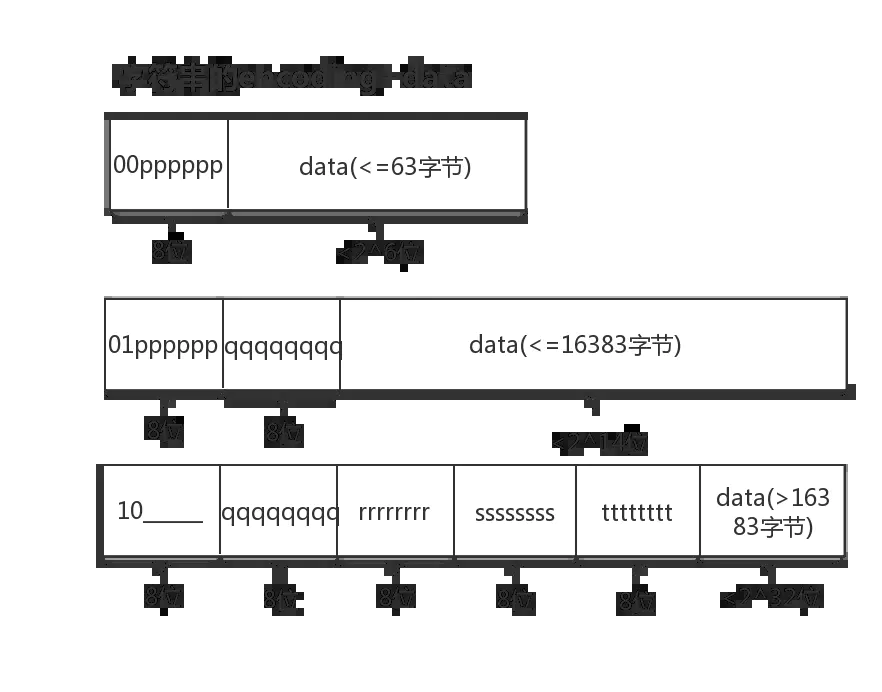 字符串的encoding+data
00pppppp data(<=63字节)
8位 <2^6位
01pppppp qqqqqqqq data(<=16383字节)
8位 8位 <2^14位
10______ qqqqqqqq rrrrrrrr ssssssss tttttttt data(>163
83字节)
8位 8位 8位 8位 8位 <2^32位